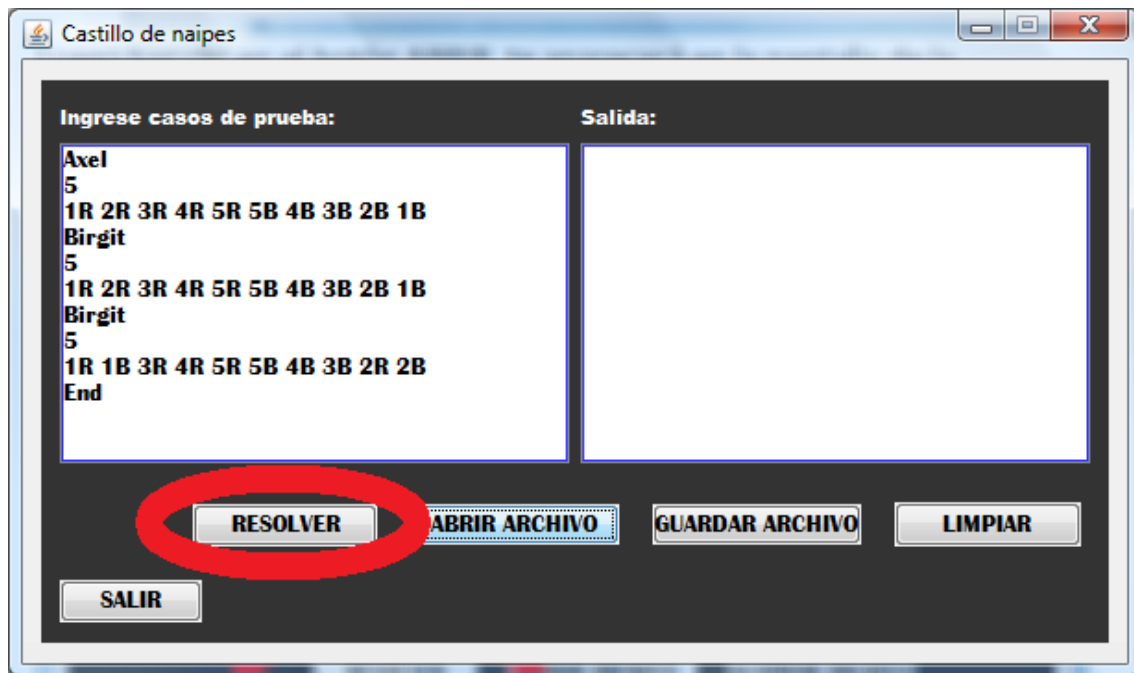 Castillo de naipes
Ingrese casos de prueba:
Salida:
Axel
5
1R 2R 3R 4R 5R 5B 4B 3B 2B 1B
Birgit
5
1R 2R 3R 4R 5R 5B 4B 3B 2B 1B
Birgit
5
1R 1B 3R 4R 5R 5B 4B 3B 2R 2B
End
RESOLVER
ABRIR ARCHIVO
GUARDAR ARCHIVO
LIMPIAR
SALIR